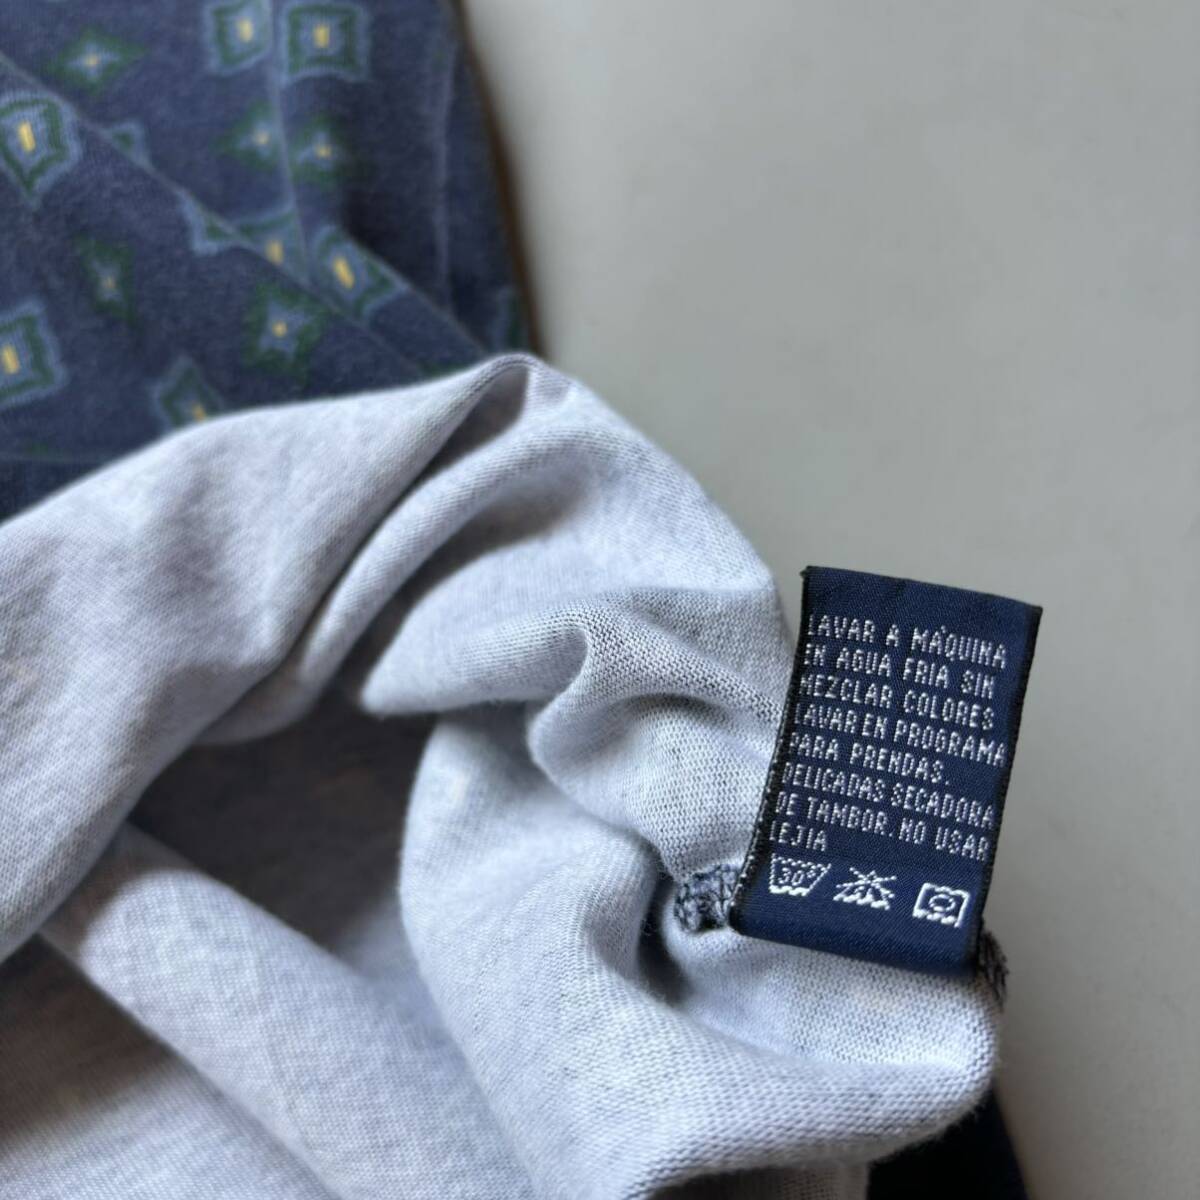 LAVAR A MÁQUINA
EN AGUA FRIA SIN
MEZCLAR COLORES
LAVAR EN PROGRAMA
PARA PRENDAS.
DELICADAS SECADORA
DE TAMBOR. NO USAR
LEJIA
30°